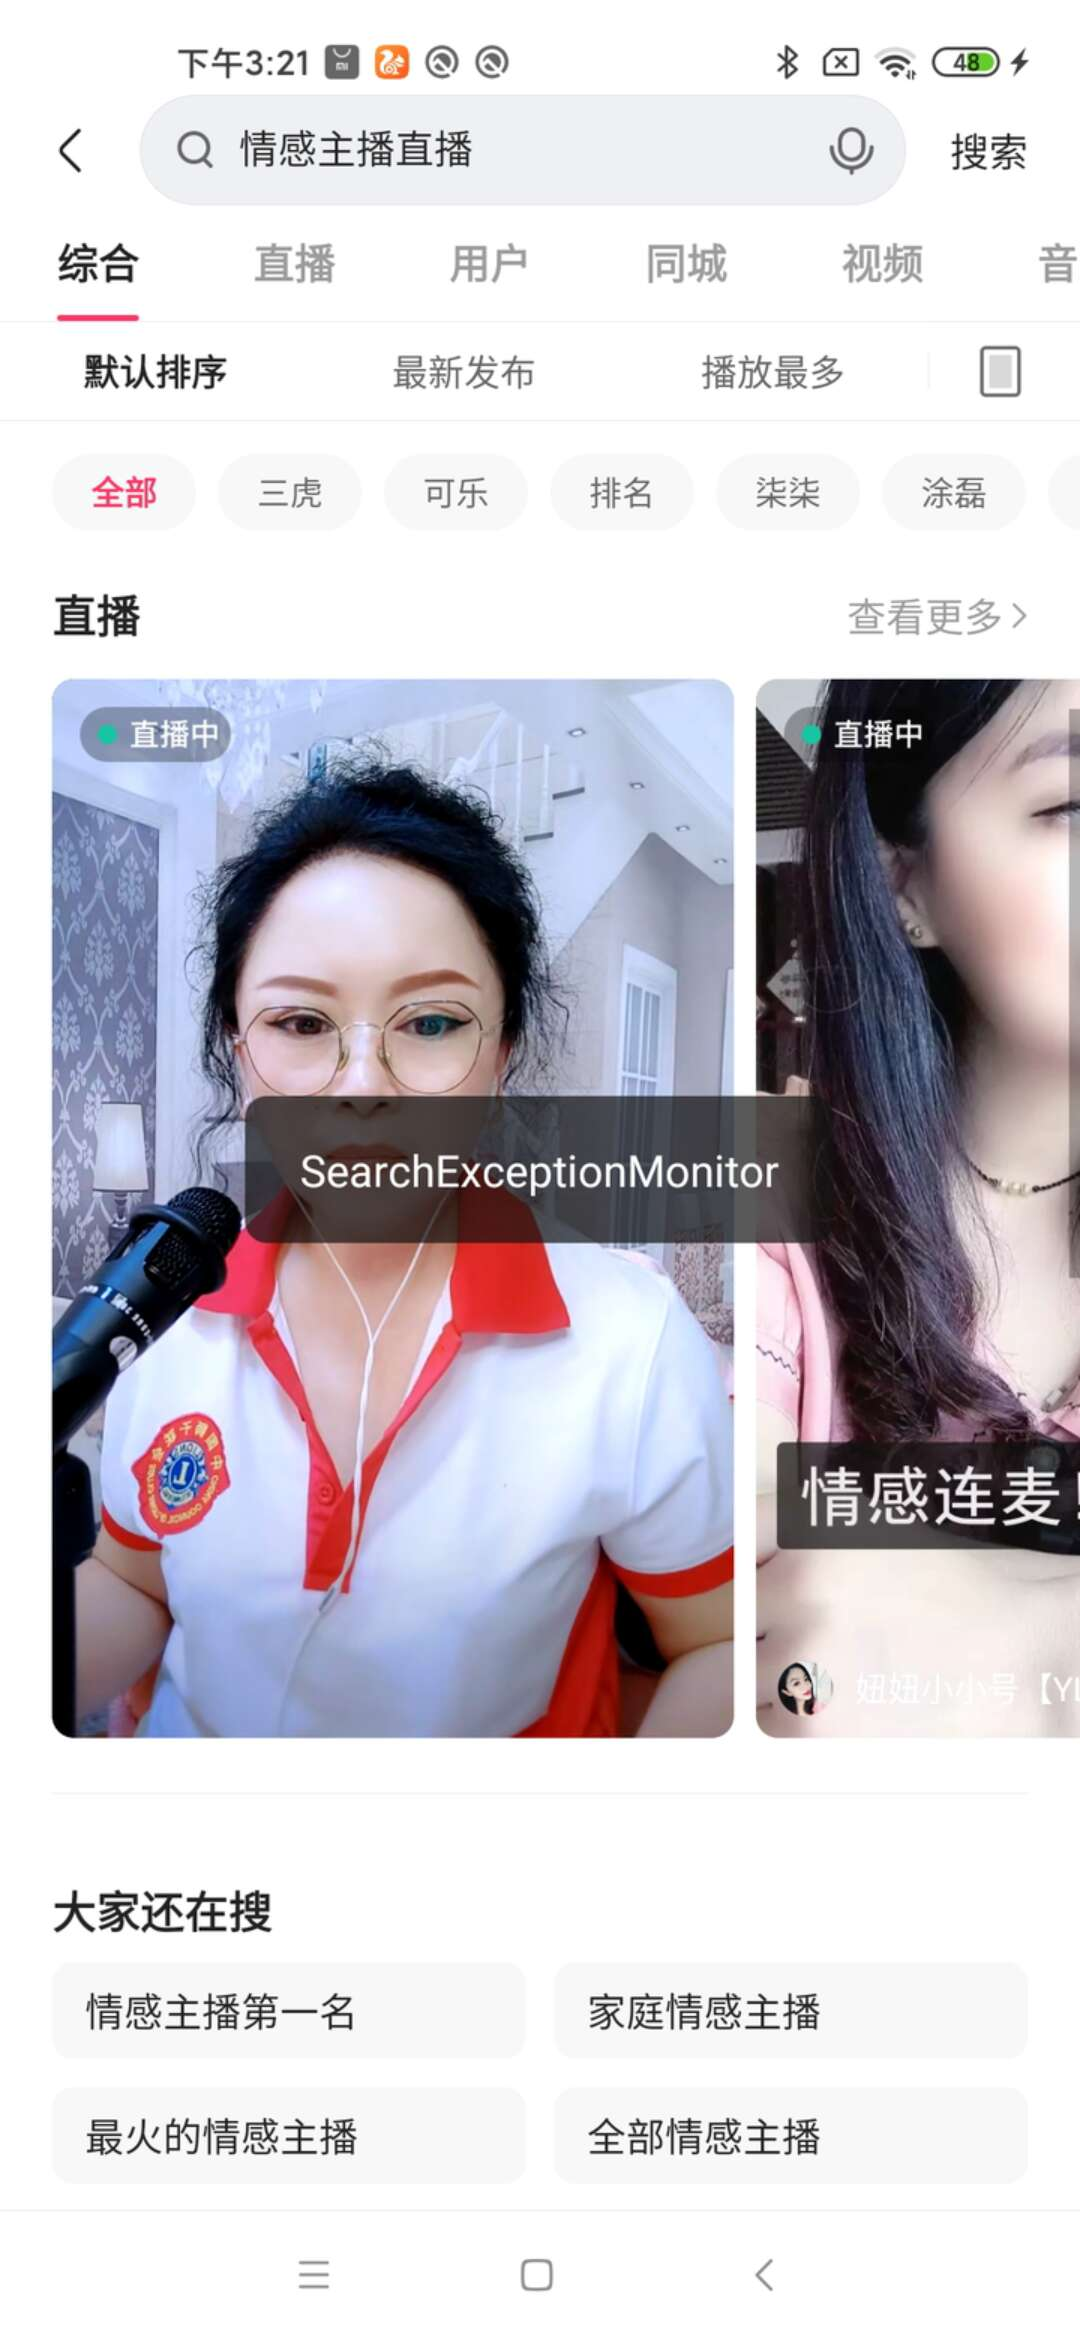 下午3:21
48
情感主播直播
搜索
综合 直播 用户 同城 视频 音
默认排序 最新发布 播放最多
全部 三虎 可乐 排名 柒柒 涂磊
直播 查看更多
直播中 直播中
SearchExceptionMonitor
情感连麦!
妞妞小小号【YL
大家还在搜
情感主播第一名 家庭情感主播
最火的情感主播 全部情感主播